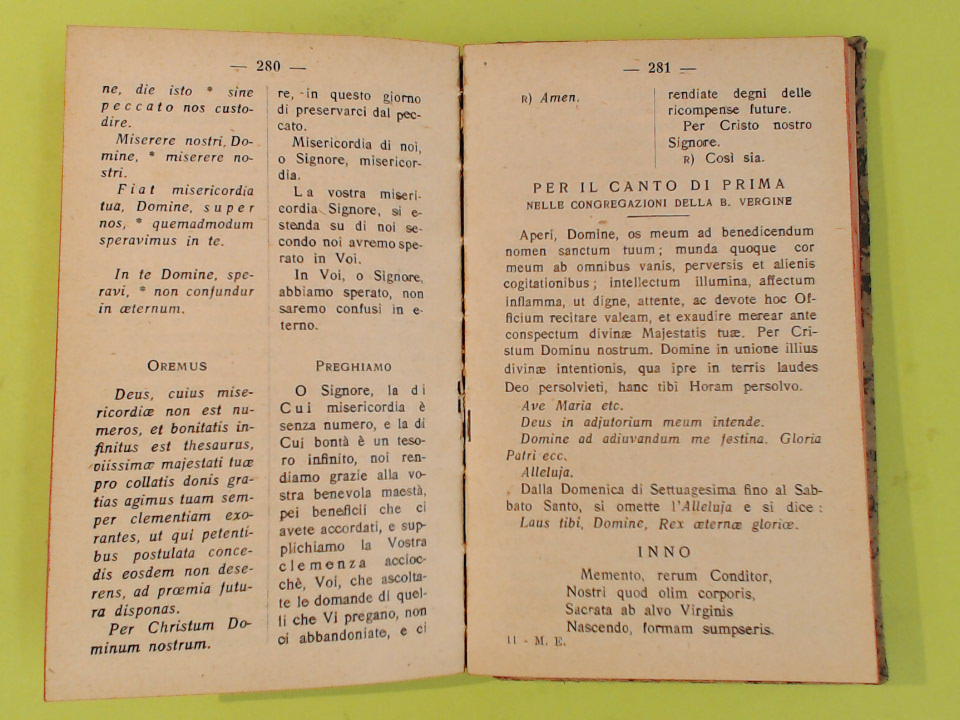 — 280 —
ne, die isto * sine
peccato nos custo-
dire.
Miserere nostri, Do-
mine, * miserere no-
stri.
Fiat misericordia
tua, Domine, super
nos, * quemadmodum
speravimus in te.
In te Domine, spe-
ravi, * non confundur
in æternum.
OREMUS
Deus, cuius mise-
ricordiæ non est nu-
meros, et bonitatis in-
finitus est thesaurus,
piissimæ majestati tuæ
pro collatis donis gra-
tias agimus tuam sem-
per clementiam exo-
rantes, ut qui petenti-
bus postulata conce-
dis eosdem non dese-
rens, ad præmia futu-
ra disponas.
Per Christum Do-
minum nostrum.
re, in questo giorno
di preservarci dal pec-
cato.
Misericordia di noi,
o Signore, misericor-
dia.
La vostra miseri-
cordia Signore, si e-
stenda su di noi se-
condo noi avremo spe-
rato in Voi.
In Voi, o Signore,
abbiamo sperato, non
saremo confusi in e-
terno.
PREGHIAMO
O Signore, la di
Cui misericordia è
senza numero, e la di
Cui bontà è un teso-
ro infinito, noi ren-
diamo grazie alla vo-
stra benevola maestà,
pei beneficii che ci
avete accordati, e sup-
plichiamo la Vostra
clemenza accioc-
chè, Voi, che ascolta-
te le domande di quel-
li che Vi pregano, non
ci abbandoniate, e ci
— 281 —
R) Amen.
rendiate degni delle
ricompense future.
Per Cristo nostro
Signore.
R) Così sia.
PER IL CANTO DI PRIMA
NELLE CONGREGAZIONI DELLA B. VERGINE
Aperi, Domine, os meum ad benedicendum
nomen sanctum tuum; munda quoque cor
meum ab omnibus vanis, perversis et alienis
cogitationibus; intellectum illumina, affectum
inflamma, ut digne, attente, ac devote hoc Of-
ficium recitare valeam, et exaudire merear ante
conspectum divinæ Majestatis tuæ. Per Cri-
stum Dominu nostrum. Domine in unione illius
divinæ intentionis, qua ipre in terris laudes
Deo persolvieti, hanc tibi Horam persolvo.
Ave Maria etc.
Deus in adjutorium meum intende.
Domine ad adiuvandum me festina. Gloria
Patri ecc.
Alleluja.
Dalla Domenica di Settuagesima fino al Sab-
bato Santo, si omette l'Alleluja e si dice:
Laus tibi, Domine, Rex æternæ gloriæ.
INNO
Memento, rerum Conditor,
Nostri quod olim corporis,
Sacrata ab alvo Virginis
Nascendo, formam sumpseris.
11 - M. E.